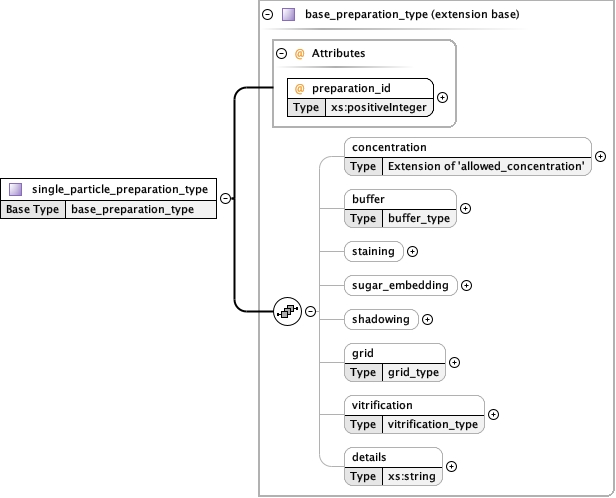 base_preparation_type (extension base)
@ Attributes
@ preparation_id
Type xs:positiveInteger
concentration
Type Extension of 'allowed_concentration'
single_particle_preparation_type
Base Type base_preparation_type
buffer
Type buffer_type
staining
sugar_embedding
shadowing
grid
Type grid_type
vitrification
Type vitrification_type
details
Type xs:string